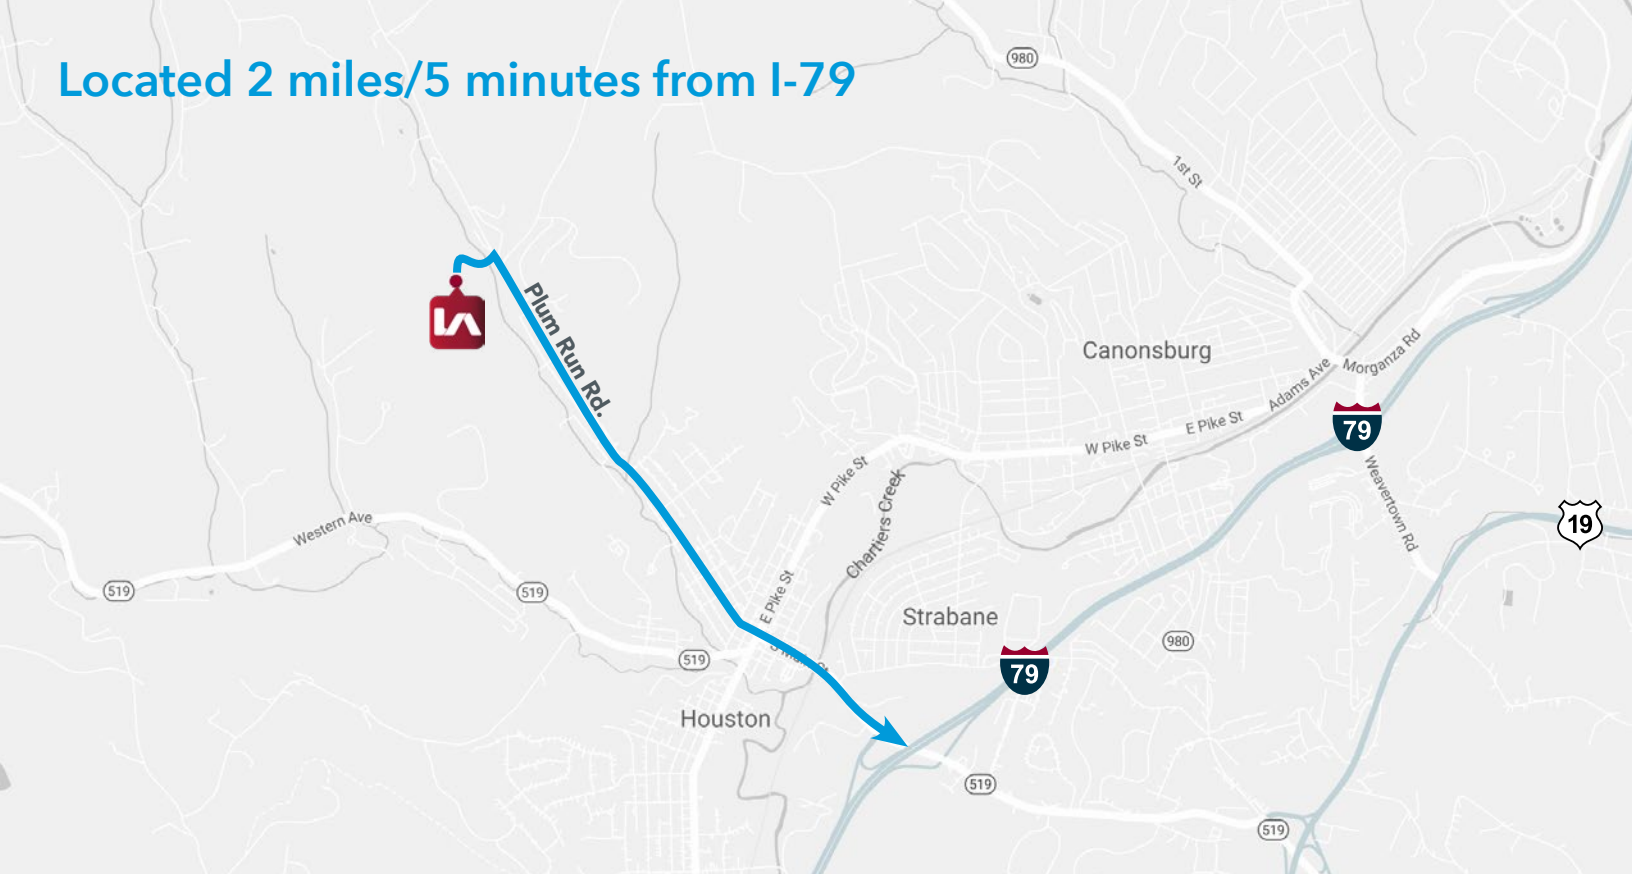 Located 2 miles/5 minutes from I-79
980
1st St
Plum Run Rd.
Canonsburg
Morganza Rd
Adams Ave
E Pike St
W Pike St
79
W Pike St
Weavertown Rd
Chartiers Creek
19
Western Ave
519
519
E Pike St
Strabane
980
519
S Main St
79
Houston
519
519